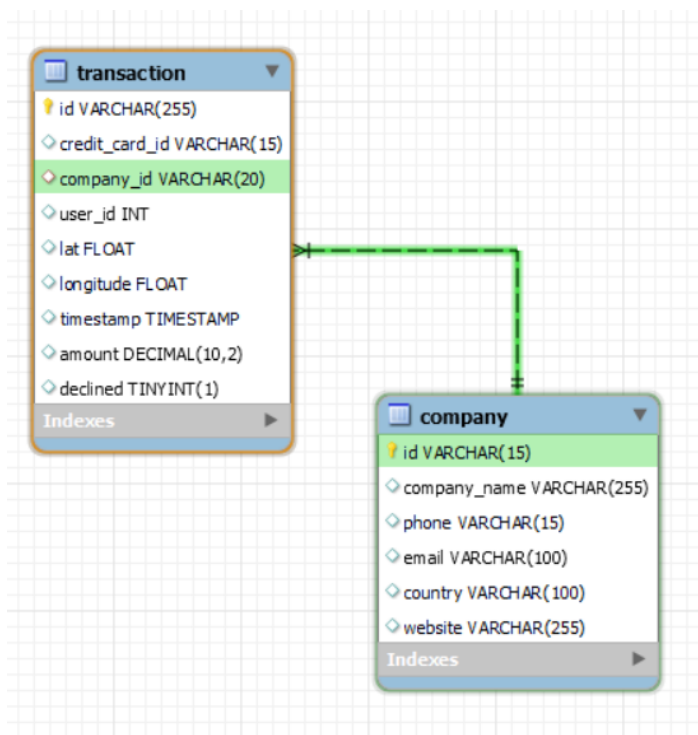 transaction
id VARCHAR(255)
credit_card_id VARCHAR(15)
company_id VARCHAR(20)
user_id INT
lat FLOAT
longitude FLOAT
timestamp TIMESTAMP
amount DECIMAL(10,2)
declined TINYINT(1)
Indexes
company
id VARCHAR(15)
company_name VARCHAR(255)
phone VARCHAR(15)
email VARCHAR(100)
country VARCHAR(100)
website VARCHAR(255)
Indexes